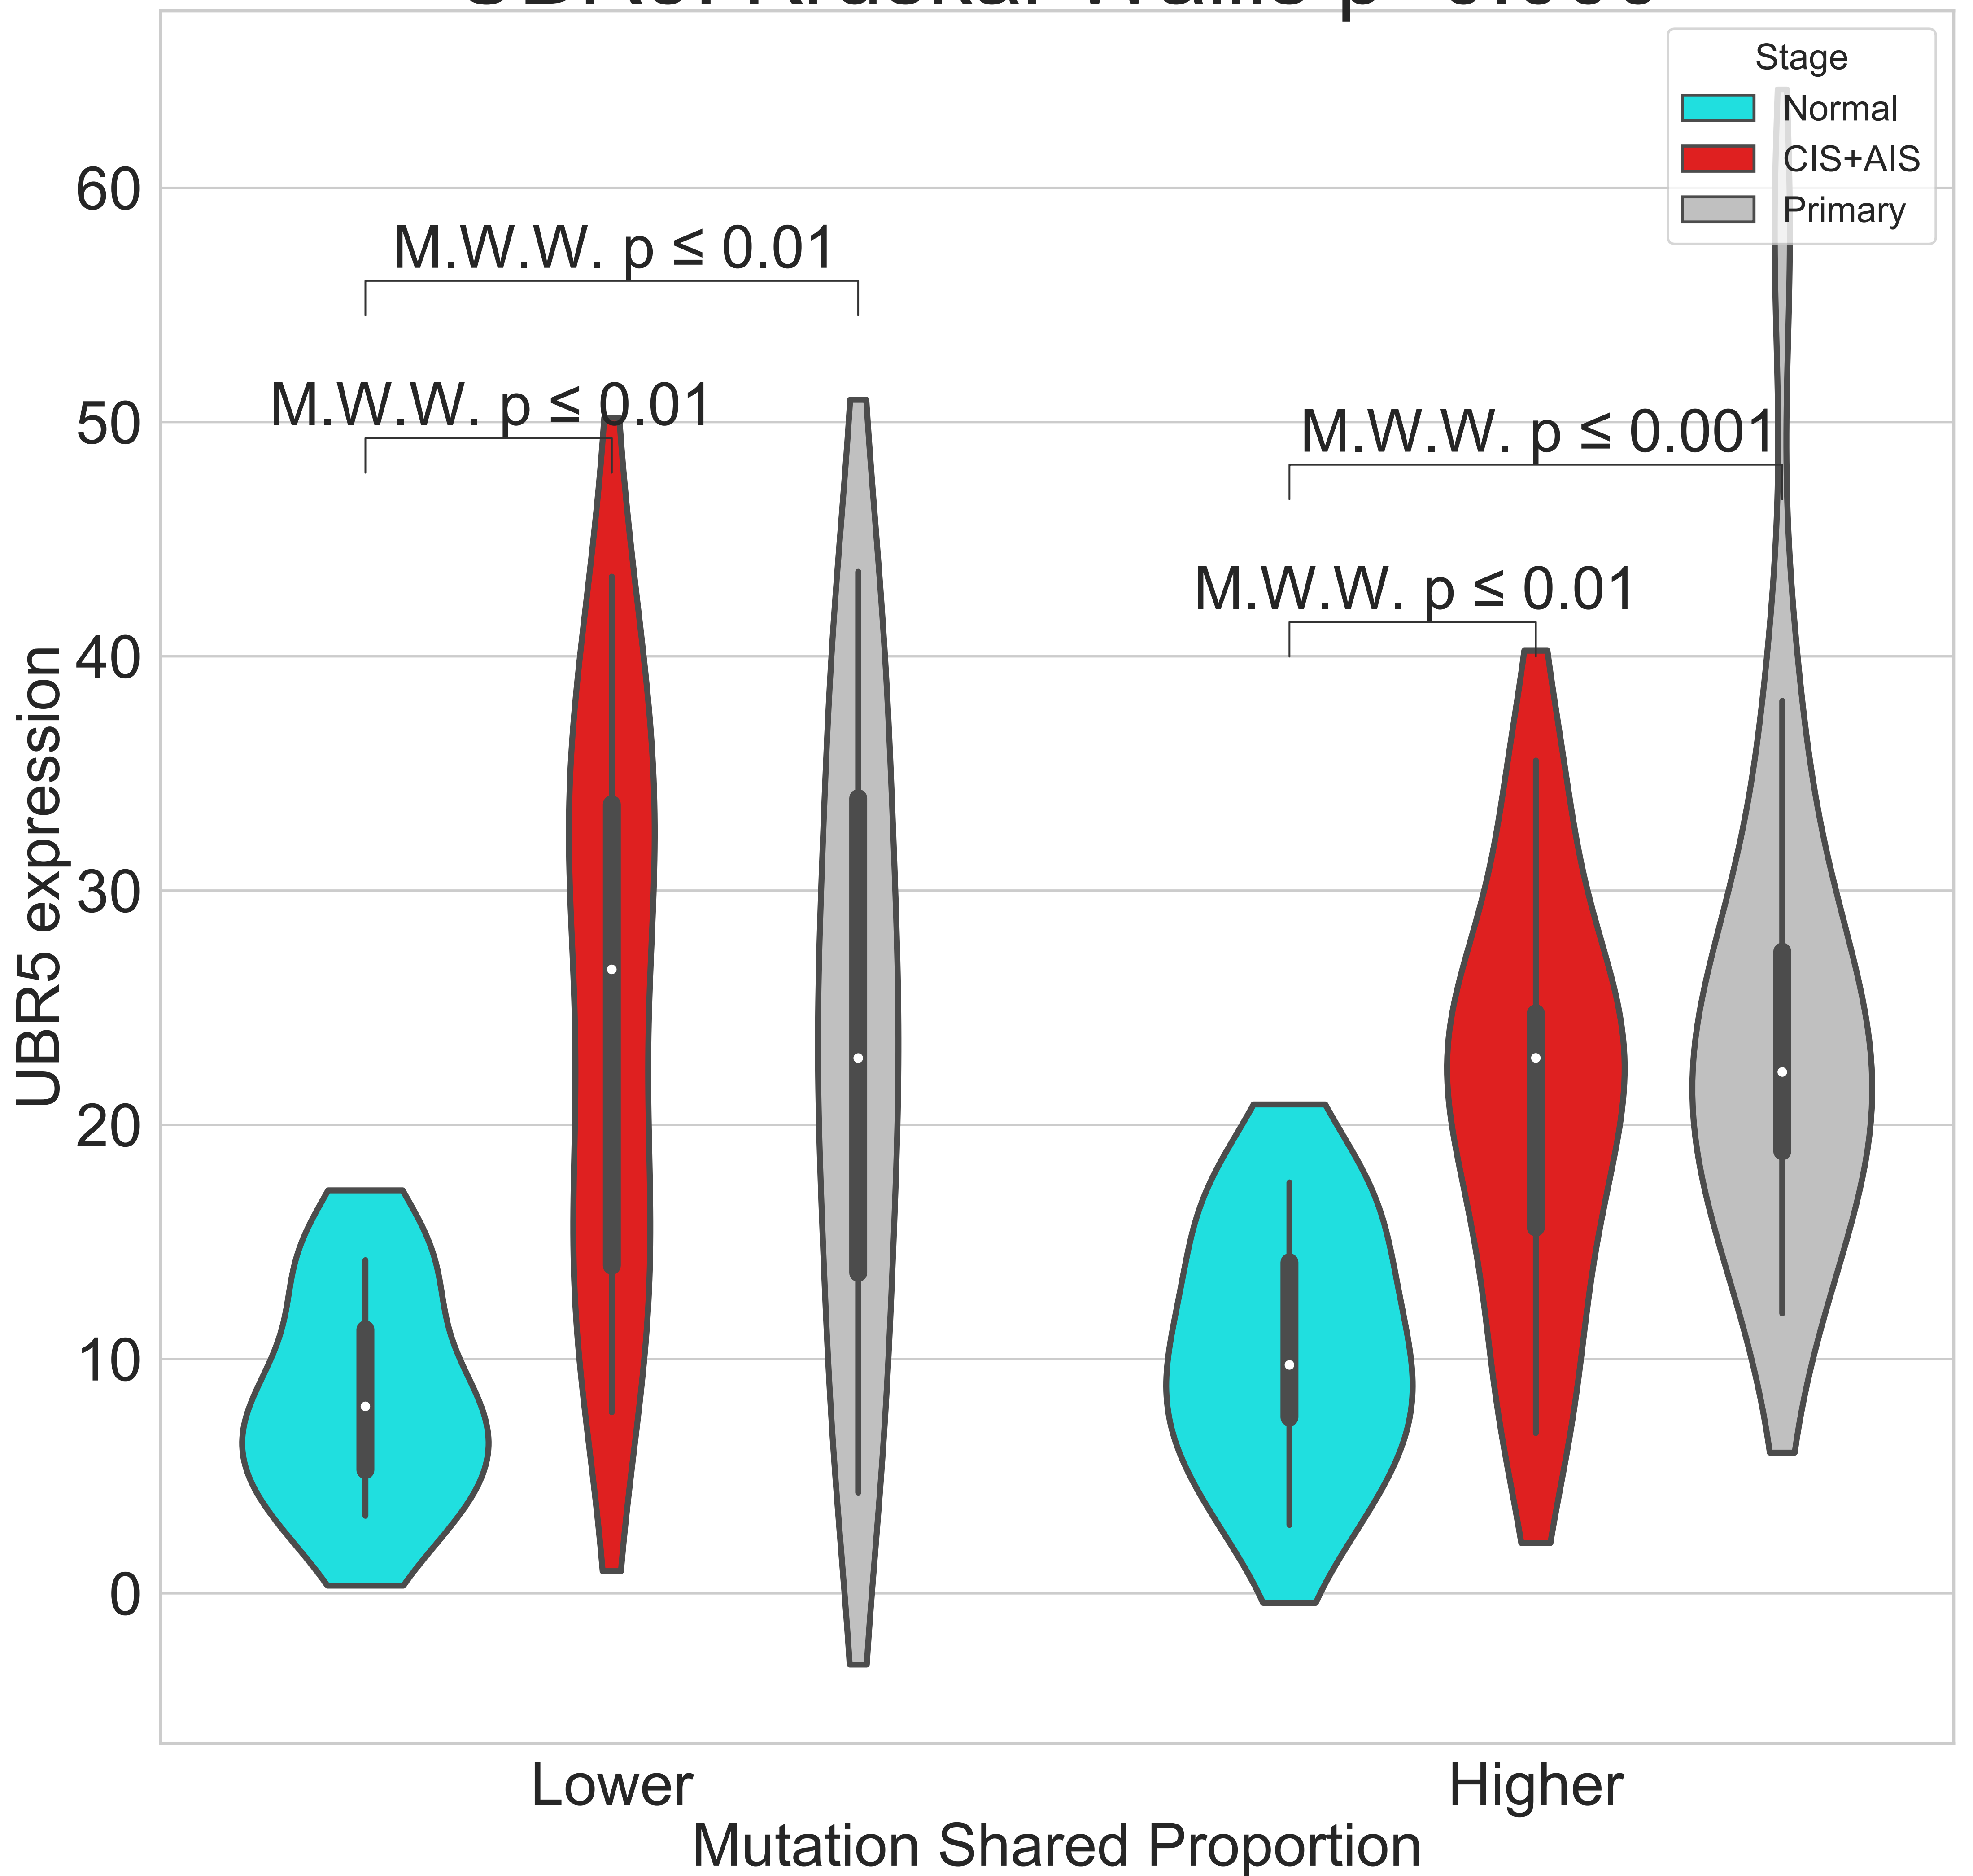 Stage
Normal
CIS+AIS
Primary
60
50
40
30
20
10
0
UBR5 expression
M.W.W. p ≤ 0.01
M.W.W. p ≤ 0.01
M.W.W. p ≤ 0.001
M.W.W. p ≤ 0.01
Lower
Higher
Mutation Shared Proportion